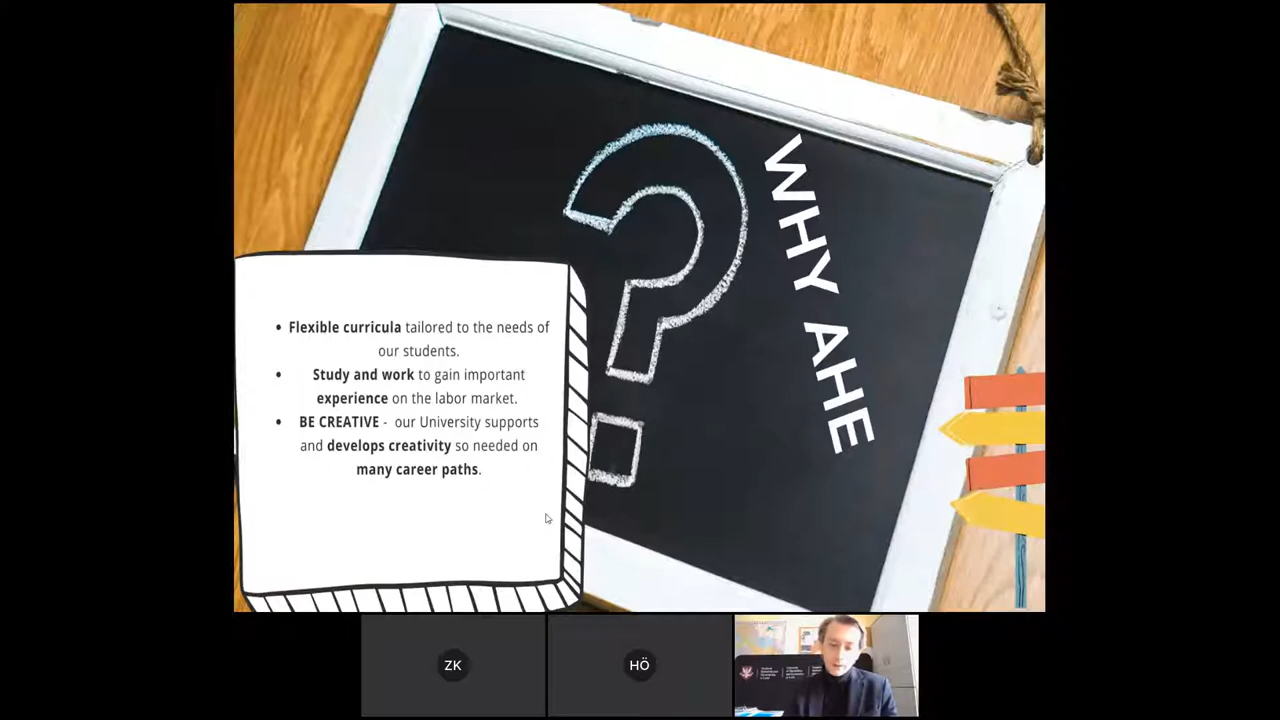 WHY AHE
• Flexible curricula tailored to the needs of
our students.
• Study and work to gain important
experience on the labor market.
• BE CREATIVE - our University supports
and develops creativity so needed on
many career paths.
ZK
HÖ